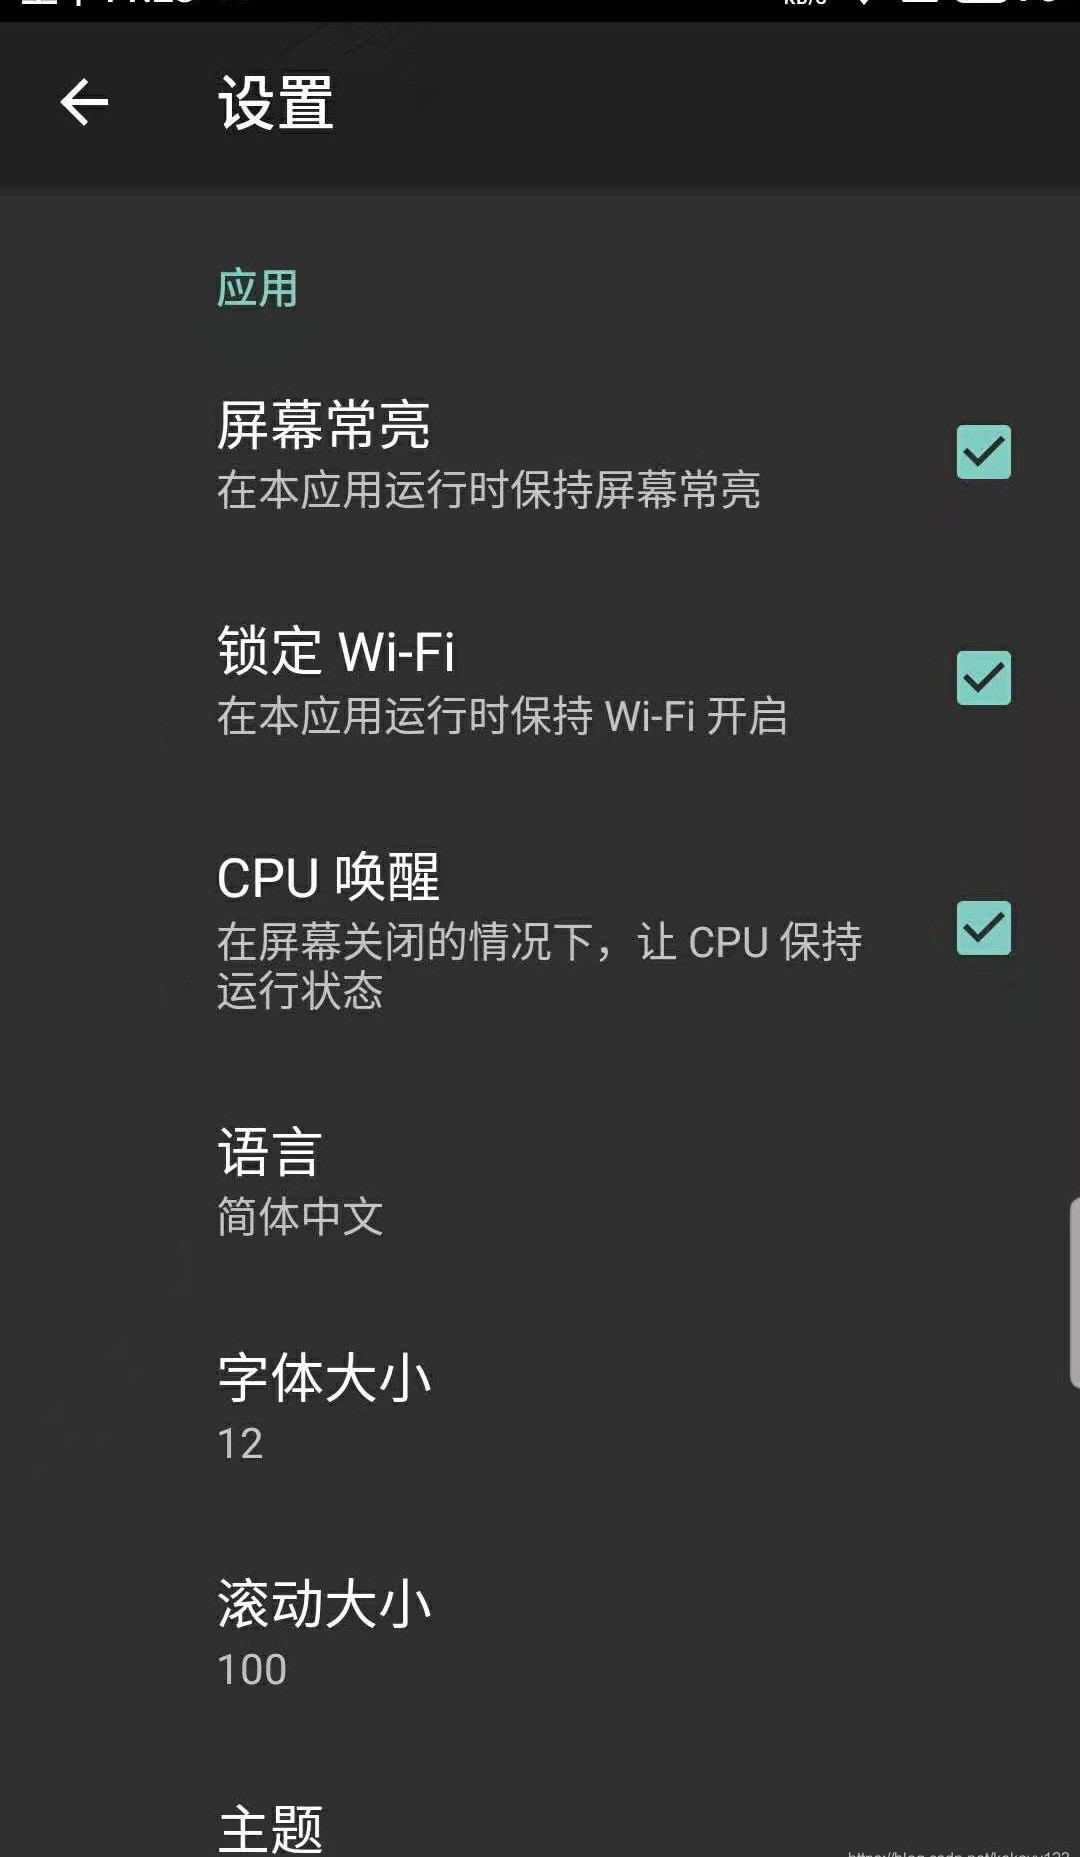 设置
应用
屏幕常亮
在本应用运行时保持屏幕常亮
锁定 Wi-Fi
在本应用运行时保持 Wi-Fi 开启
CPU 唤醒
在屏幕关闭的情况下，让 CPU 保持
运行状态
语言
简体中文
字体大小
12
滚动大小
100
主题